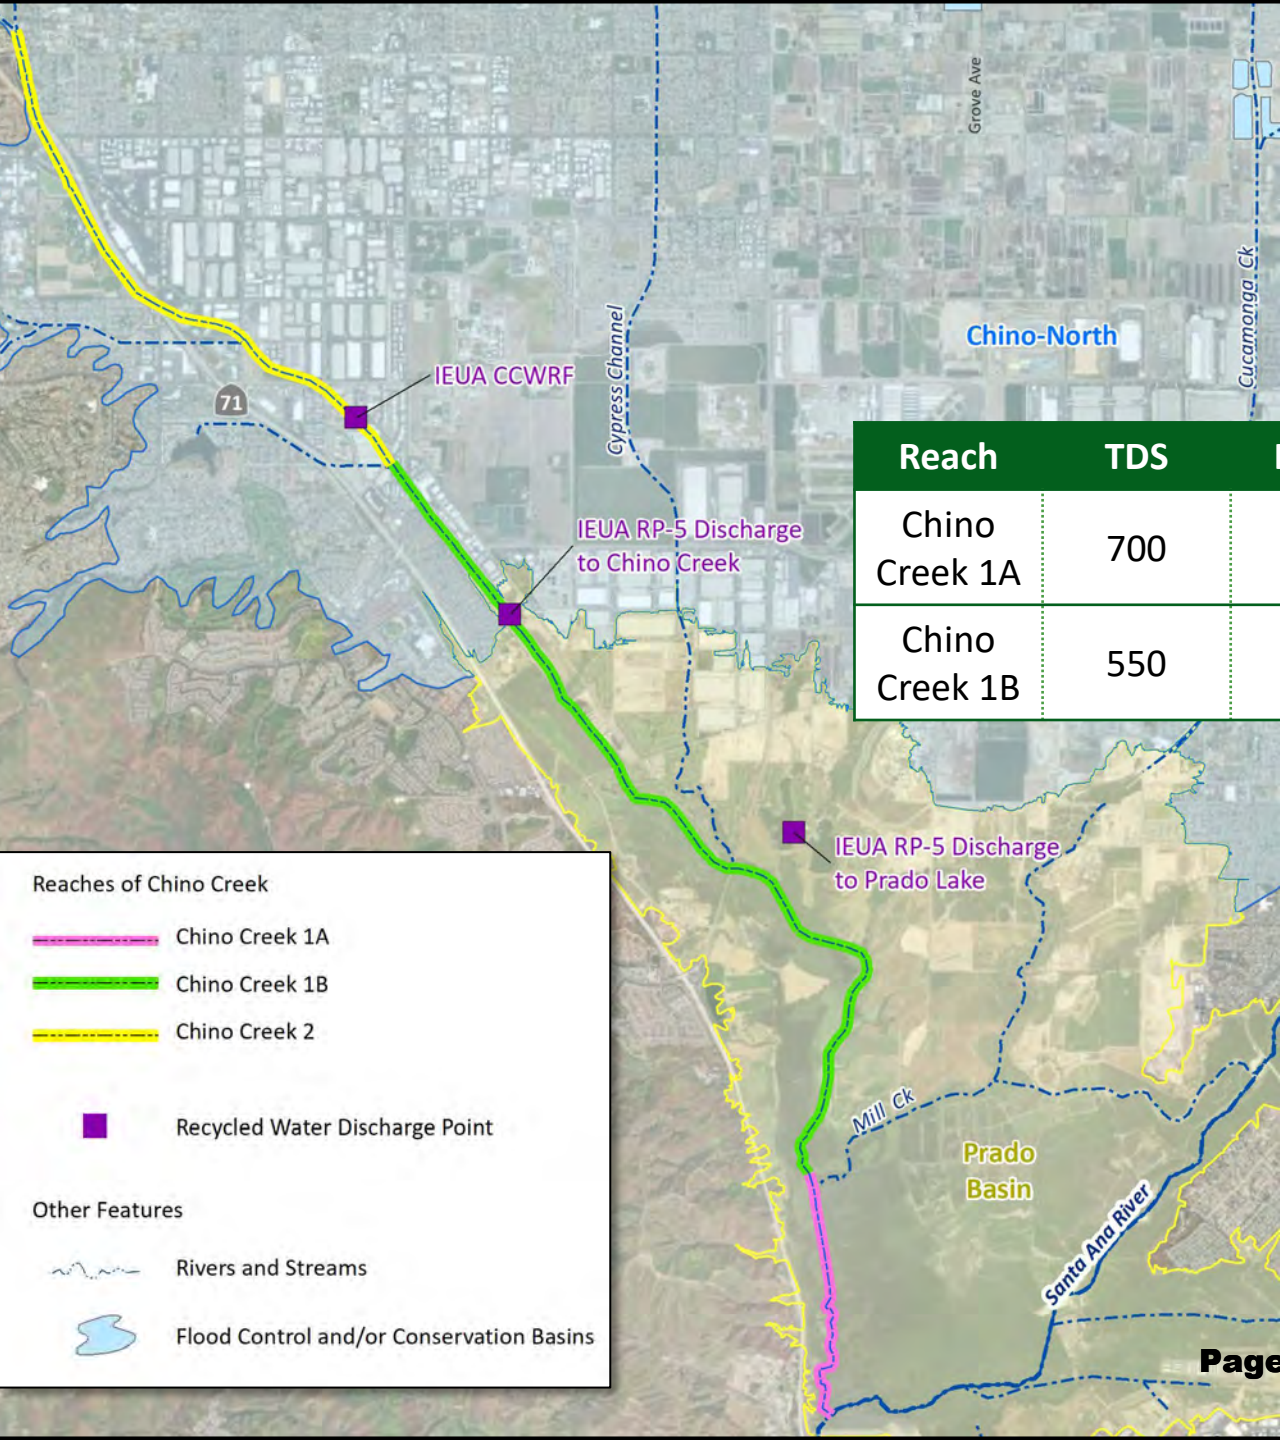 Grove Ave
Cucamonga Ck
Cypress Channel
Chino-North
IEUA CCWRF
71
IEUA RP-5 Discharge
to Chino Creek
Reach TDS
Chino
Creek 1A
700
Chino
Creek 1B
550
IEUA RP-5 Discharge
to Prado Lake
Reaches of Chino Creek
Chino Creek 1A
Chino Creek 1B
Chino Creek 2
Recycled Water Discharge Point
Other Features
Rivers and Streams
Flood Control and/or Conservation Basins
Mill Ck
Prado
Basin
Santa Ana River
Page